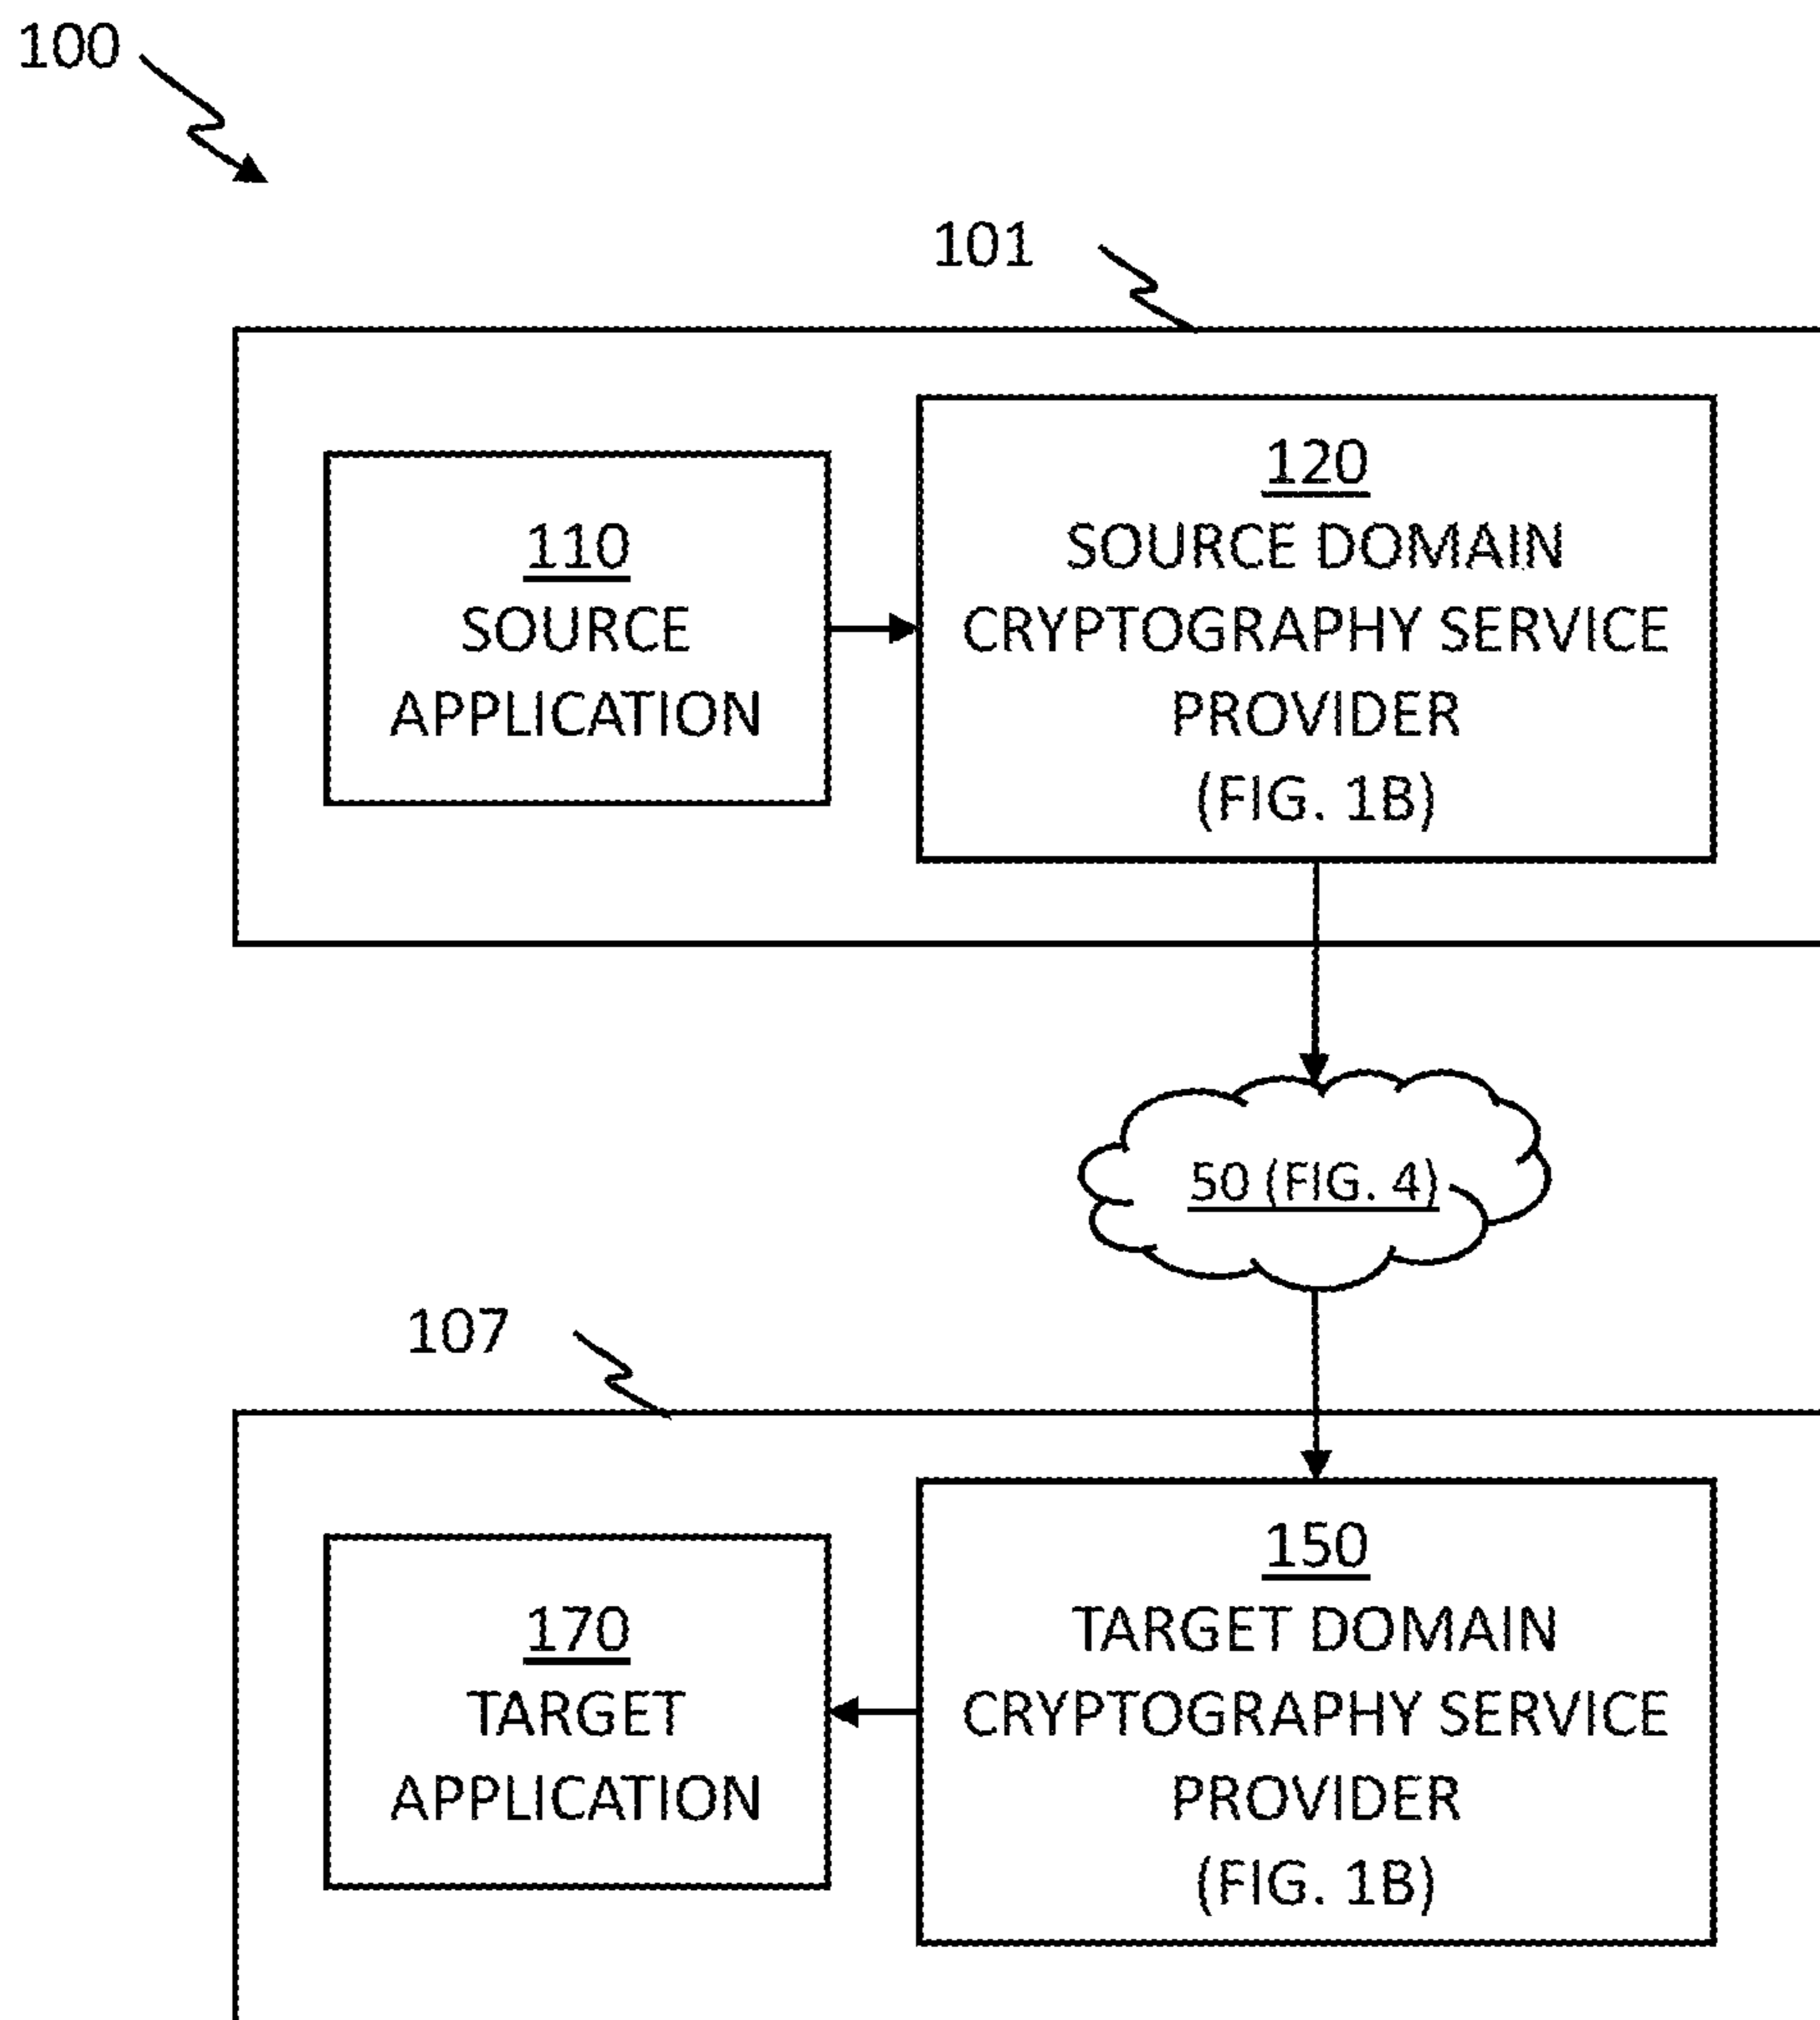 100
101
110
SOURCE
APPLICATION
120
SOURCE DOMAIN
CRYPTOGRAPHY SERVICE
PROVIDER
(FIG. 1B)
50 (FIG. 4)
107
170
TARGET
APPLICATION
150
TARGET DOMAIN
CRYPTOGRAPHY SERVICE
PROVIDER
(FIG. 1B)